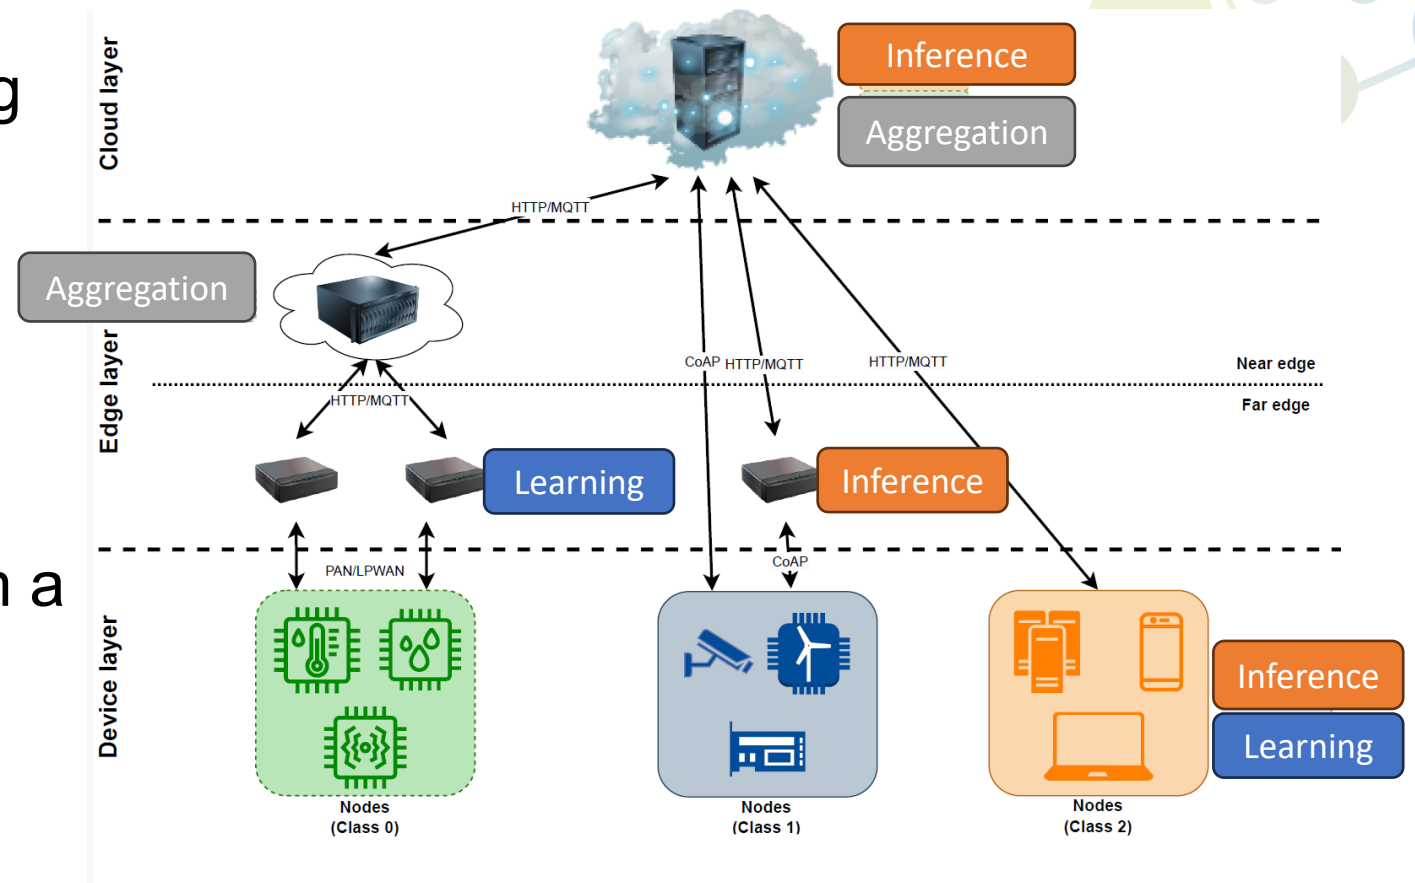 g
n a
Cloud layer
Inference
Aggregation
HTTP/MQTT
Aggregation
Edge layer
CoAP
HTTP/MQTT
HTTP/MQTT
Near edge
HTTP/MQTT
Far edge
Learning
Inference
PAN/LPWAN
CoAP
Device layer
Inference
Learning
Nodes
(Class 0)
Nodes
(Class 1)
Nodes
(Class 2)